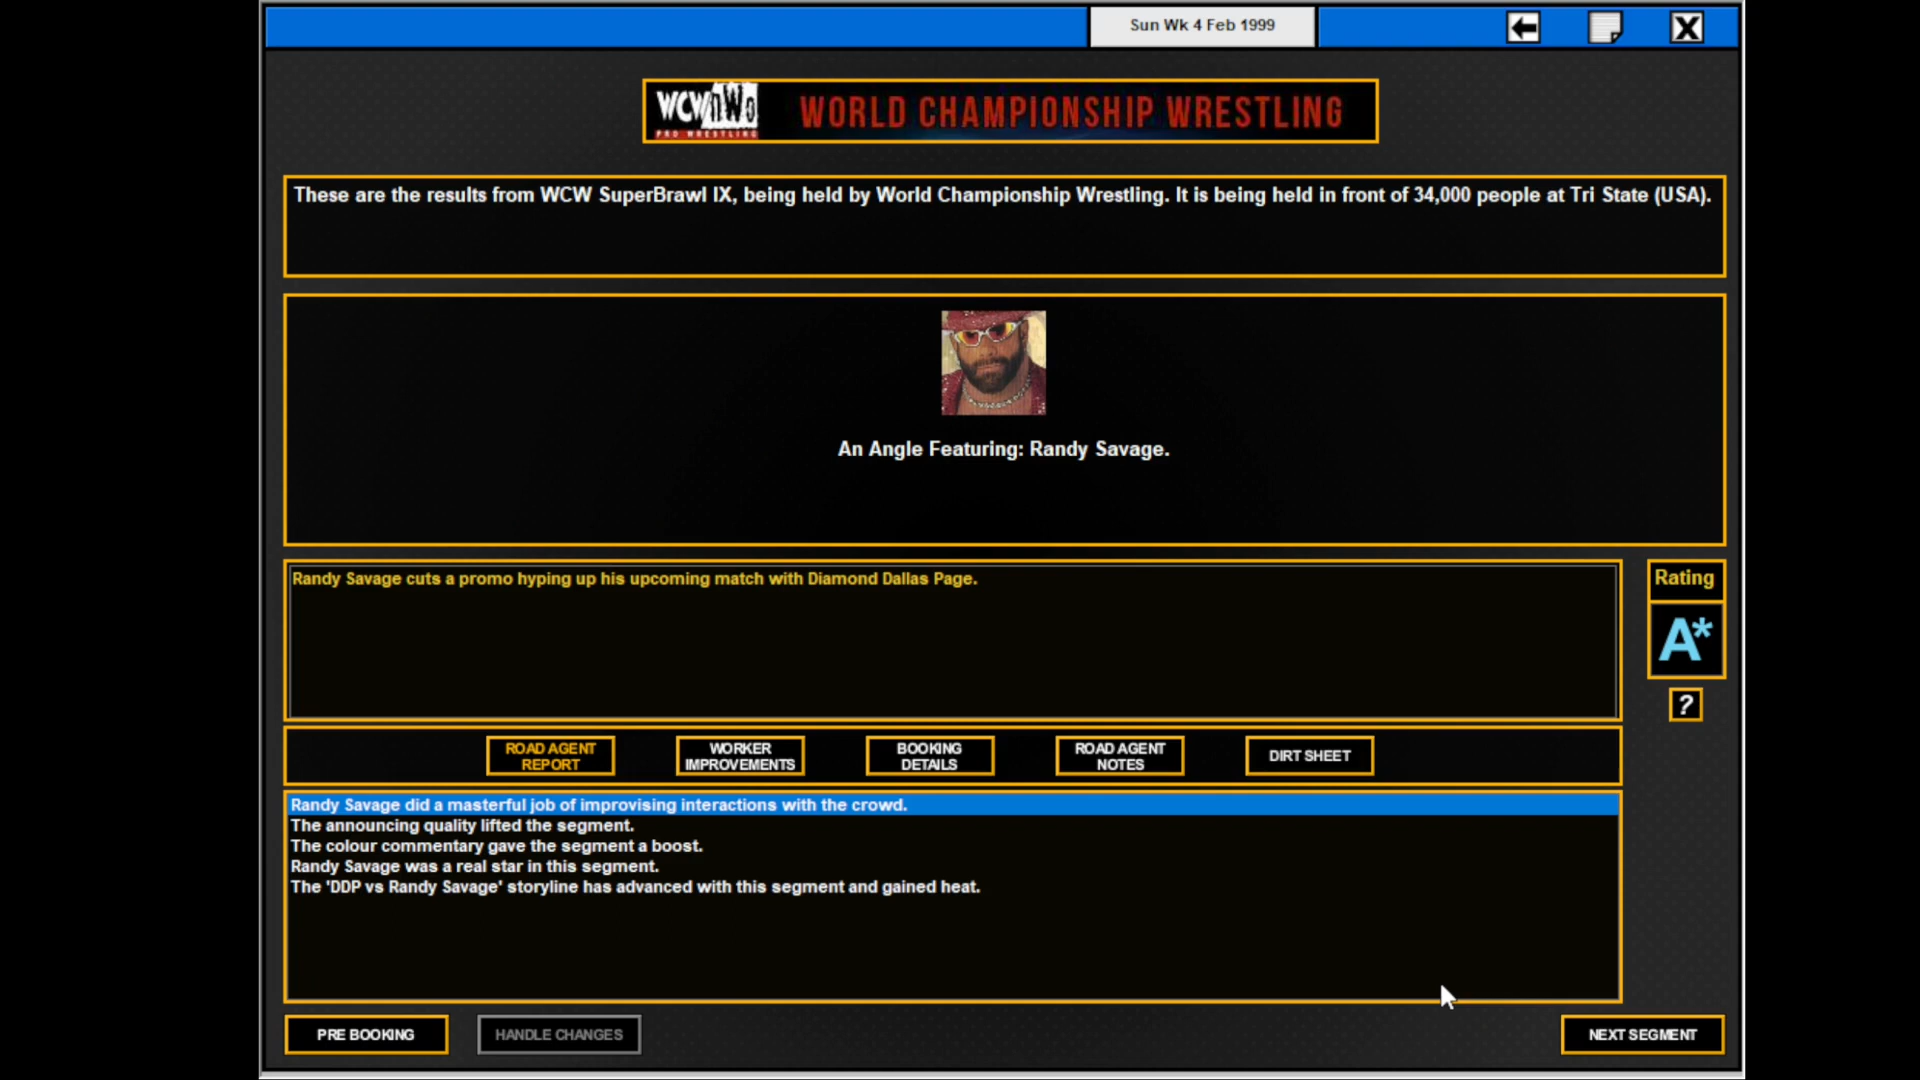 Sun Wk 4 Feb 1999
WCW nWo
PRO WRESTLING
WORLD CHAMPIONSHIP WRESTLING
These are the results from WCW SuperBrawl IX, being held by World Championship Wrestling. It is being held in front of 34,000 people at Tri State (USA).
An Angle Featuring: Randy Savage.
Randy Savage cuts a promo hyping up his upcoming match with Diamond Dallas Page.
Rating
A*
?
ROAD AGENT REPORT
WORKER IMPROVEMENTS
BOOKING DETAILS
ROAD AGENT NOTES
DIRT SHEET
Randy Savage did a masterful job of improvising interactions with the crowd.
The announcing quality lifted the segment.
The colour commentary gave the segment a boost.
Randy Savage was a real star in this segment.
The 'DDP vs Randy Savage' storyline has advanced with this segment and gained heat.
PRE BOOKING
HANDLE CHANGES
NEXT SEGMENT